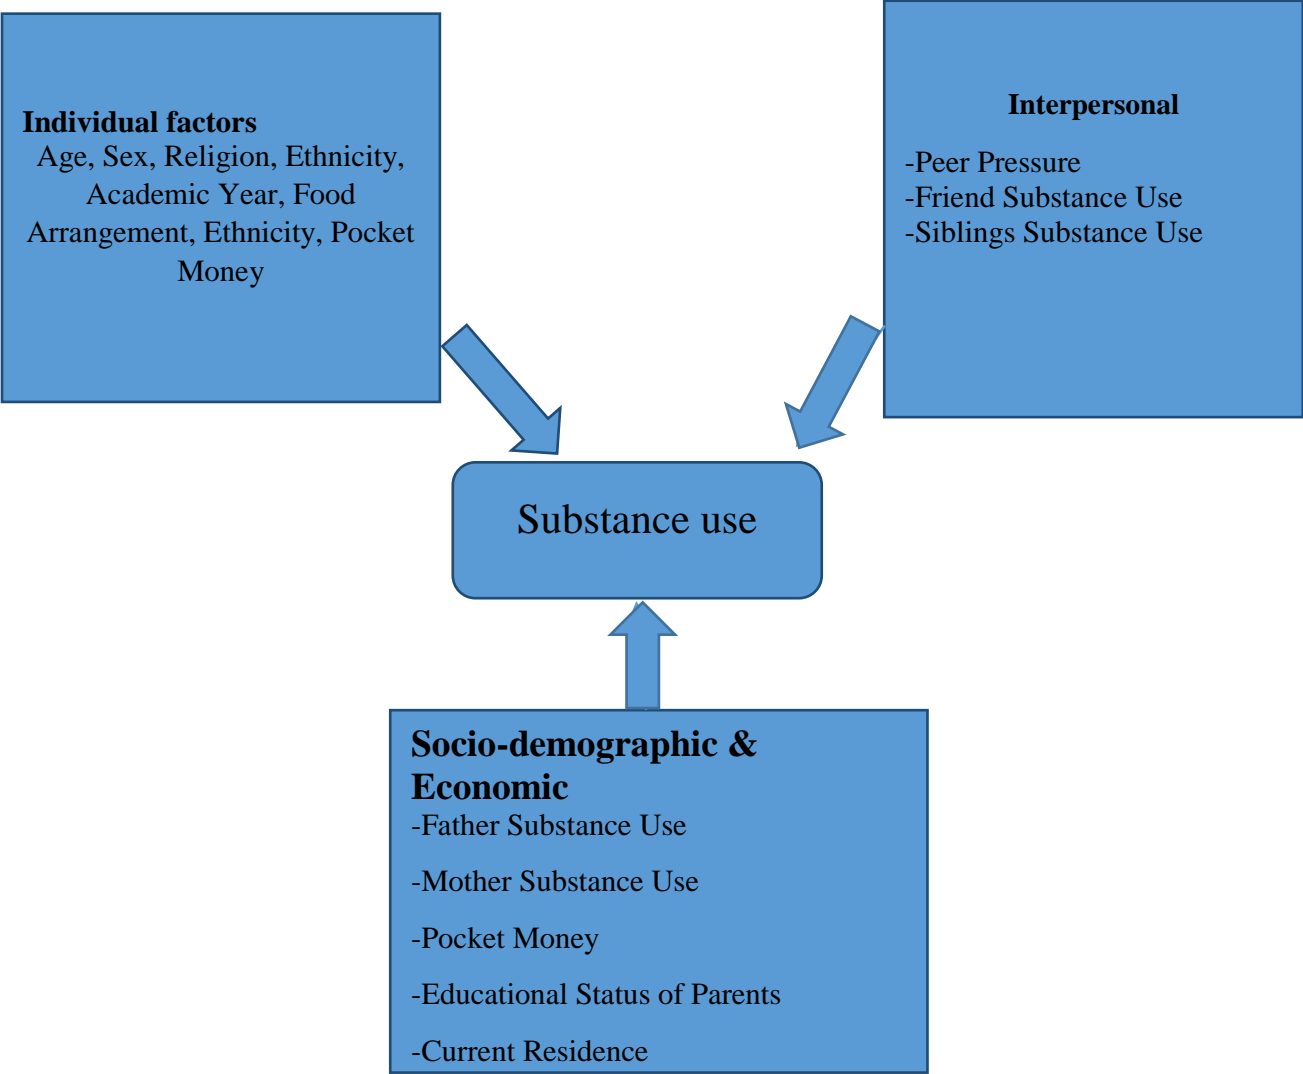 Individual factors
Age, Sex, Religion, Ethnicity,
Academic Year, Food
Arrangement, Ethnicity, Pocket
Money
Interpersonal
-Peer Pressure
-Friend Substance Use
-Siblings Substance Use
Substance use
Socio-demographic &
Economic
-Father Substance Use
-Mother Substance Use
-Pocket Money
-Educational Status of Parents
-Current Residence